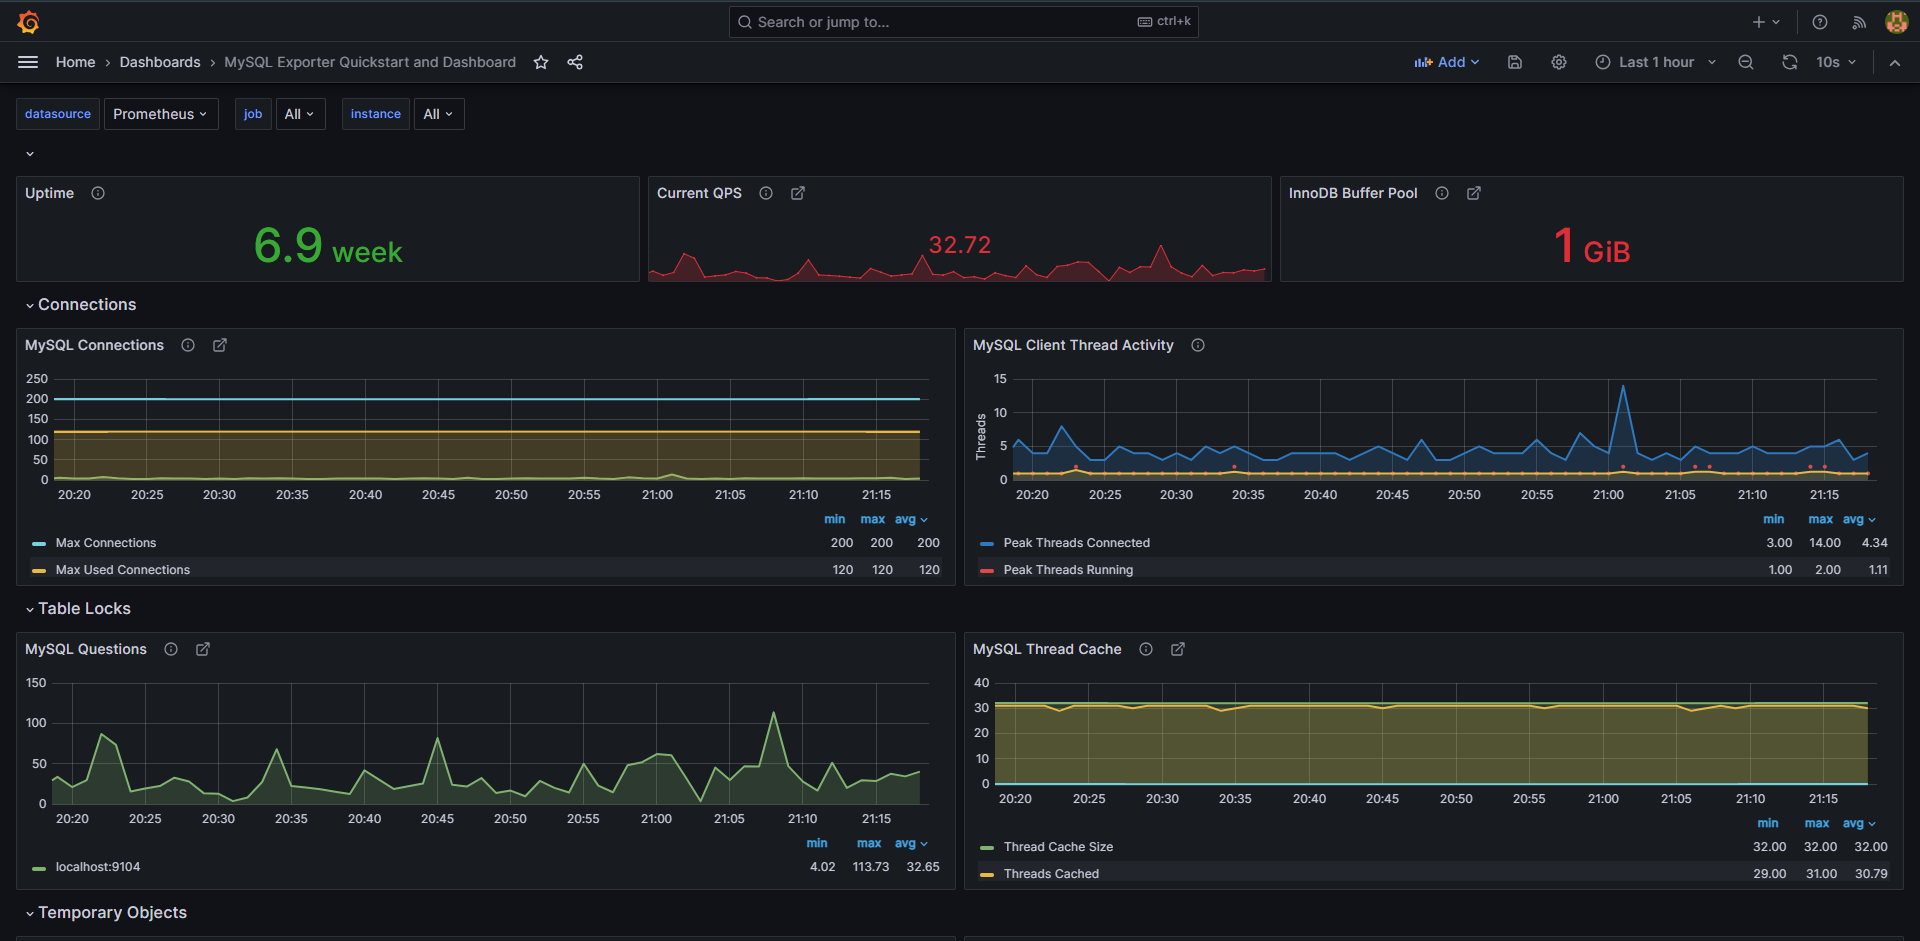 Search or jump to... ctrl+k
Home › Dashboards › MySQL Exporter Quickstart and Dashboard
Add Last 1 hour 10s
datasource Prometheus job All instance All
Uptime
6.9 week
Current QPS
32.72
InnoDB Buffer Pool
1 GiB
Connections
MySQL Connections
250
200
150
100
50
0
20:20 20:25 20:30 20:35 20:40 20:45 20:50 20:55 21:00 21:05 21:10 21:15
min max avg
Max Connections 200 200 200
Max Used Connections 120 120 120
MySQL Client Thread Activity
Threads
15
10
5
0
20:20 20:25 20:30 20:35 20:40 20:45 20:50 20:55 21:00 21:05 21:10 21:15
min max avg
Peak Threads Connected 3.00 14.00 4.34
Peak Threads Running 1.00 2.00 1.11
Table Locks
MySQL Questions
150
100
50
0
20:20 20:25 20:30 20:35 20:40 20:45 20:50 20:55 21:00 21:05 21:10 21:15
min max avg
localhost:9104 4.02 113.73 32.65
MySQL Thread Cache
40
30
20
10
0
20:20 20:25 20:30 20:35 20:40 20:45 20:50 20:55 21:00 21:05 21:10 21:15
min max avg
Thread Cache Size 32.00 32.00 32.00
Threads Cached 29.00 31.00 30.79
Temporary Objects